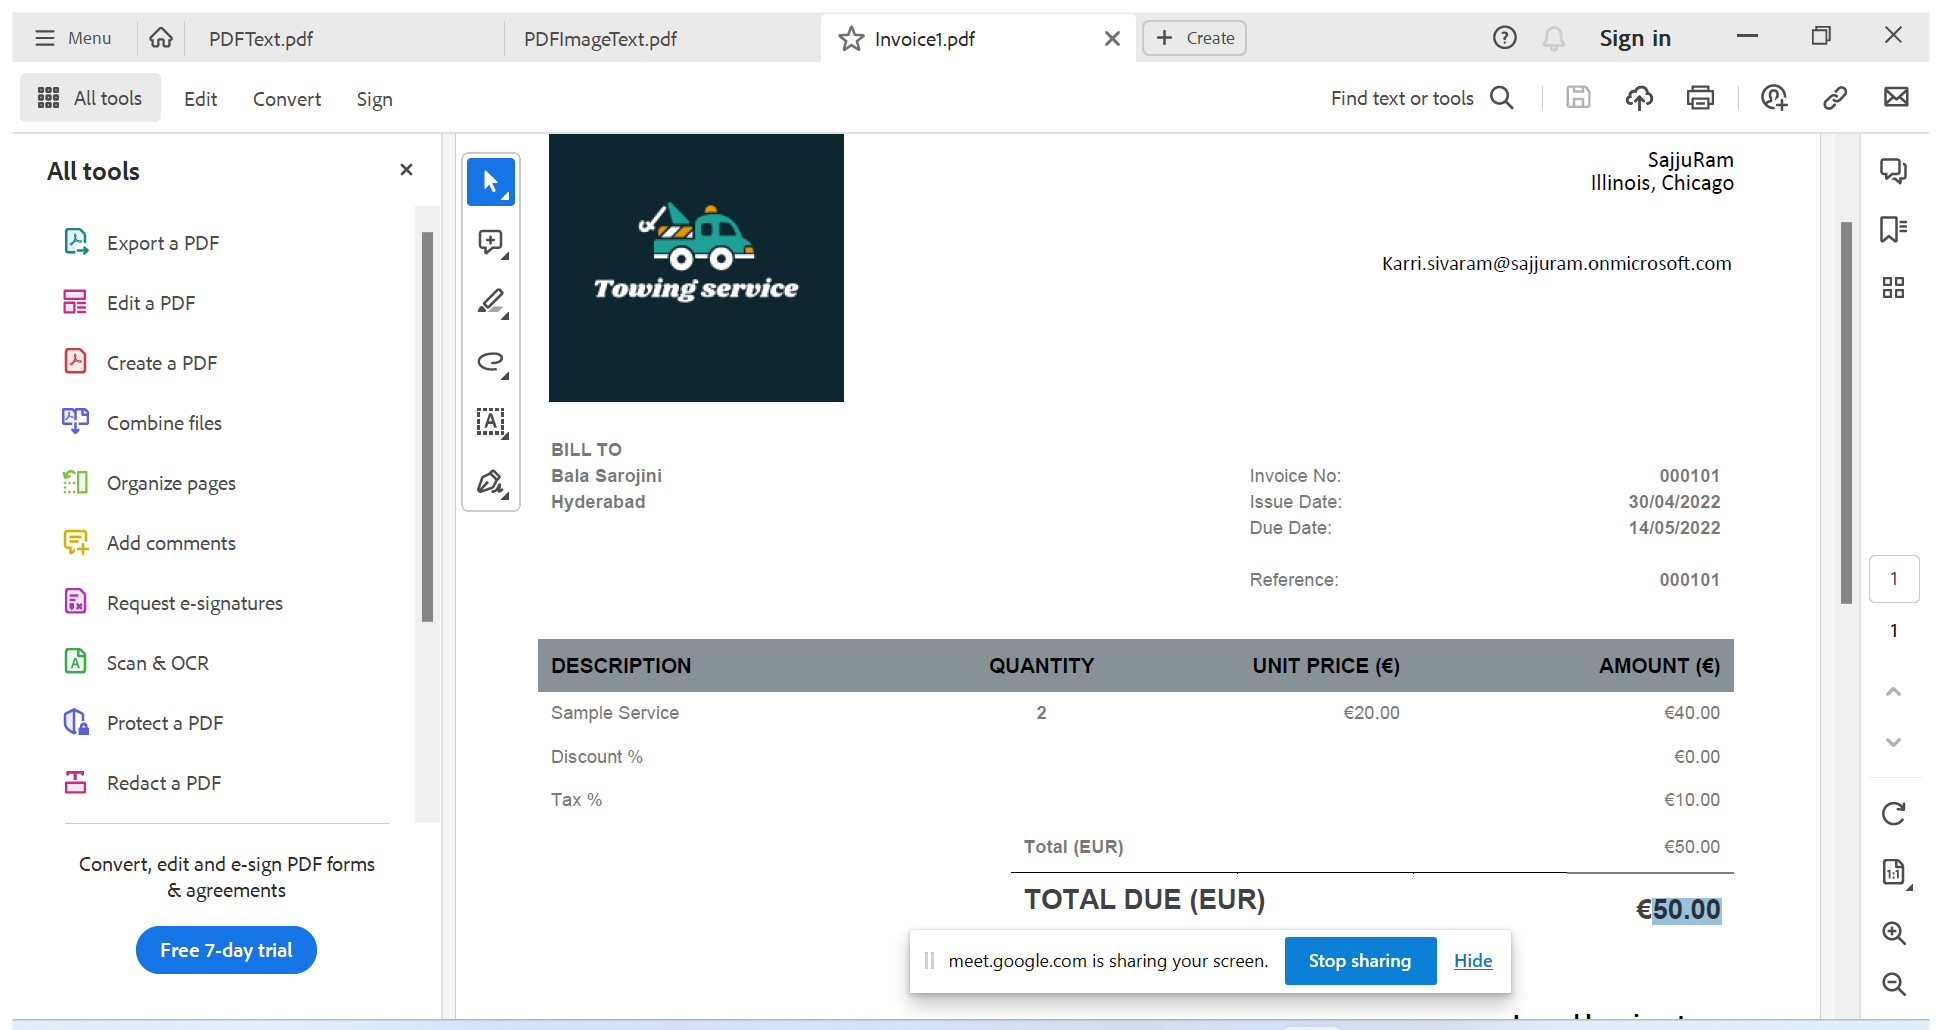 Menu PDFText.pdf PDFImageText.pdf Invoice1.pdf Create Sign in
All tools Edit Convert Sign Find text or tools
All tools
Export a PDF
Edit a PDF
Create a PDF
Combine files
Organize pages
Add comments
Request e-signatures
Scan & OCR
Protect a PDF
Redact a PDF
Convert, edit and e-sign PDF forms
& agreements
Free 7-day trial
Towing service
SajjuRam
Illinois, Chicago
Karri.sivaram@sajjuram.onmicrosoft.com
BILL TO
Bala Sarojini
Hyderabad
Invoice No: 000101
Issue Date: 30/04/2022
Due Date: 14/05/2022
Reference: 000101
DESCRIPTION QUANTITY UNIT PRICE (€) AMOUNT (€)
Sample Service 2 €20.00 €40.00
Discount % €0.00
Tax % €10.00
Total (EUR) €50.00
TOTAL DUE (EUR) €50.00
meet.google.com is sharing your screen. Stop sharing Hide
1
1
1:1